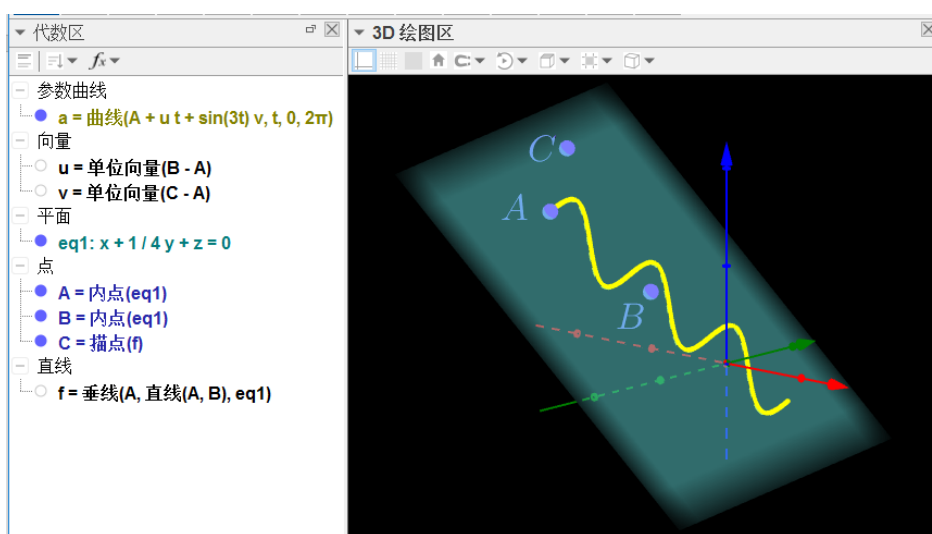 代数区
3D 绘图区
fx
参数曲线
a = 曲线(A + u t + sin(3t) v, t, 0, 2π)
向量
u = 单位向量(B - A)
v = 单位向量(C - A)
平面
eq1: x + 1 / 4 y + z = 0
点
A = 内点(eq1)
B = 内点(eq1)
C = 描点(f)
直线
f = 垂线(A, 直线(A, B), eq1)
C
A
B